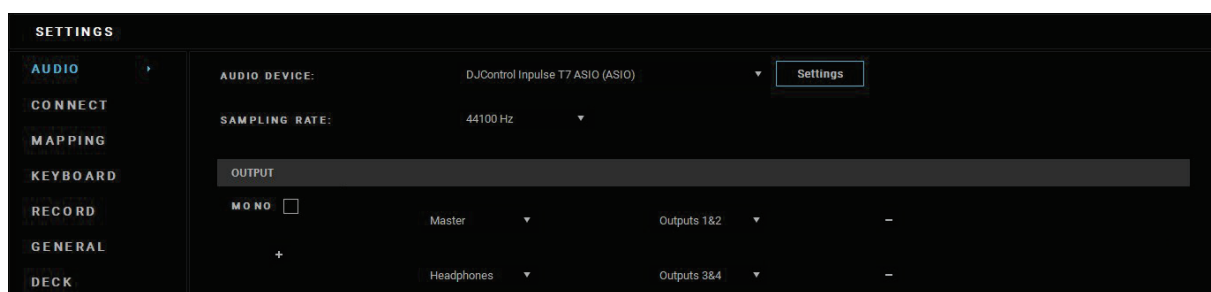 SETTINGS
AUDIO
AUDIO DEVICE: DJControl Inpulse T7 ASIO (ASIO) Settings
CONNECT
SAMPLING RATE: 44100 Hz
MAPPING
KEYBOARD
OUTPUT
RECORD
MONO
Master Outputs 1&2 –
GENERAL
+
DECK
Headphones Outputs 3&4 –